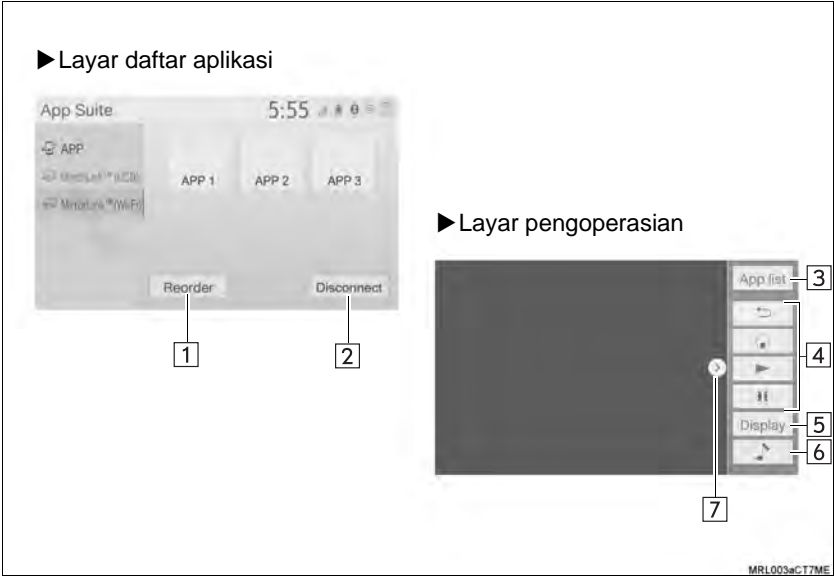 ▶Layar daftar aplikasi
App Suite 5:55
APP
APP 1 APP 2 APP 3
Reorder Disconnect
1 2
▶Layar pengoperasian
App list 3
4
Display 5
6
7
MRL003aCT7ME